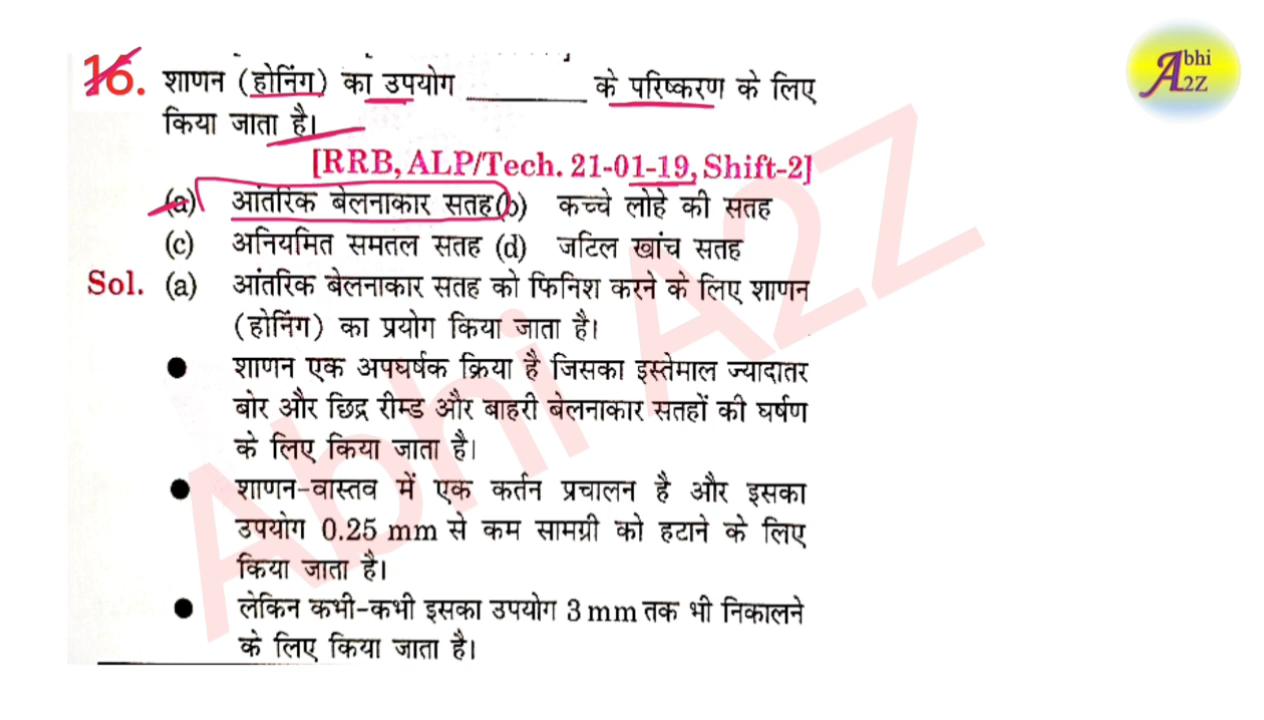 Abhi
A2Z
16. शाणन (होनिंग) का उपयोग ________ के परिष्करण के लिए
किया जाता है।
[RRB, ALP/Tech. 21-01-19, Shift-2]
(a) आंतरिक बेलनाकार सतह (b) कच्चे लोहे की सतह
(c) अनियमित समतल सतह (d) जटिल खांच सतह
Sol. (a) आंतरिक बेलनाकार सतह को फिनिश करने के लिए शाणन
(होनिंग) का प्रयोग किया जाता है।
● शाणन एक अपघर्षक क्रिया है जिसका इस्तेमाल ज्यादातर
बोर और छिद्र रीम्ड और बाहरी बेलनाकार सतहों की घर्षण
के लिए किया जाता है।
● शाणन-वास्तव में एक कर्तन प्रचालन है और इसका
उपयोग 0.25 mm से कम सामग्री को हटाने के लिए
किया जाता है।
● लेकिन कभी-कभी इसका उपयोग 3 mm तक भी निकालने
के लिए किया जाता है।
Abhi A2Z